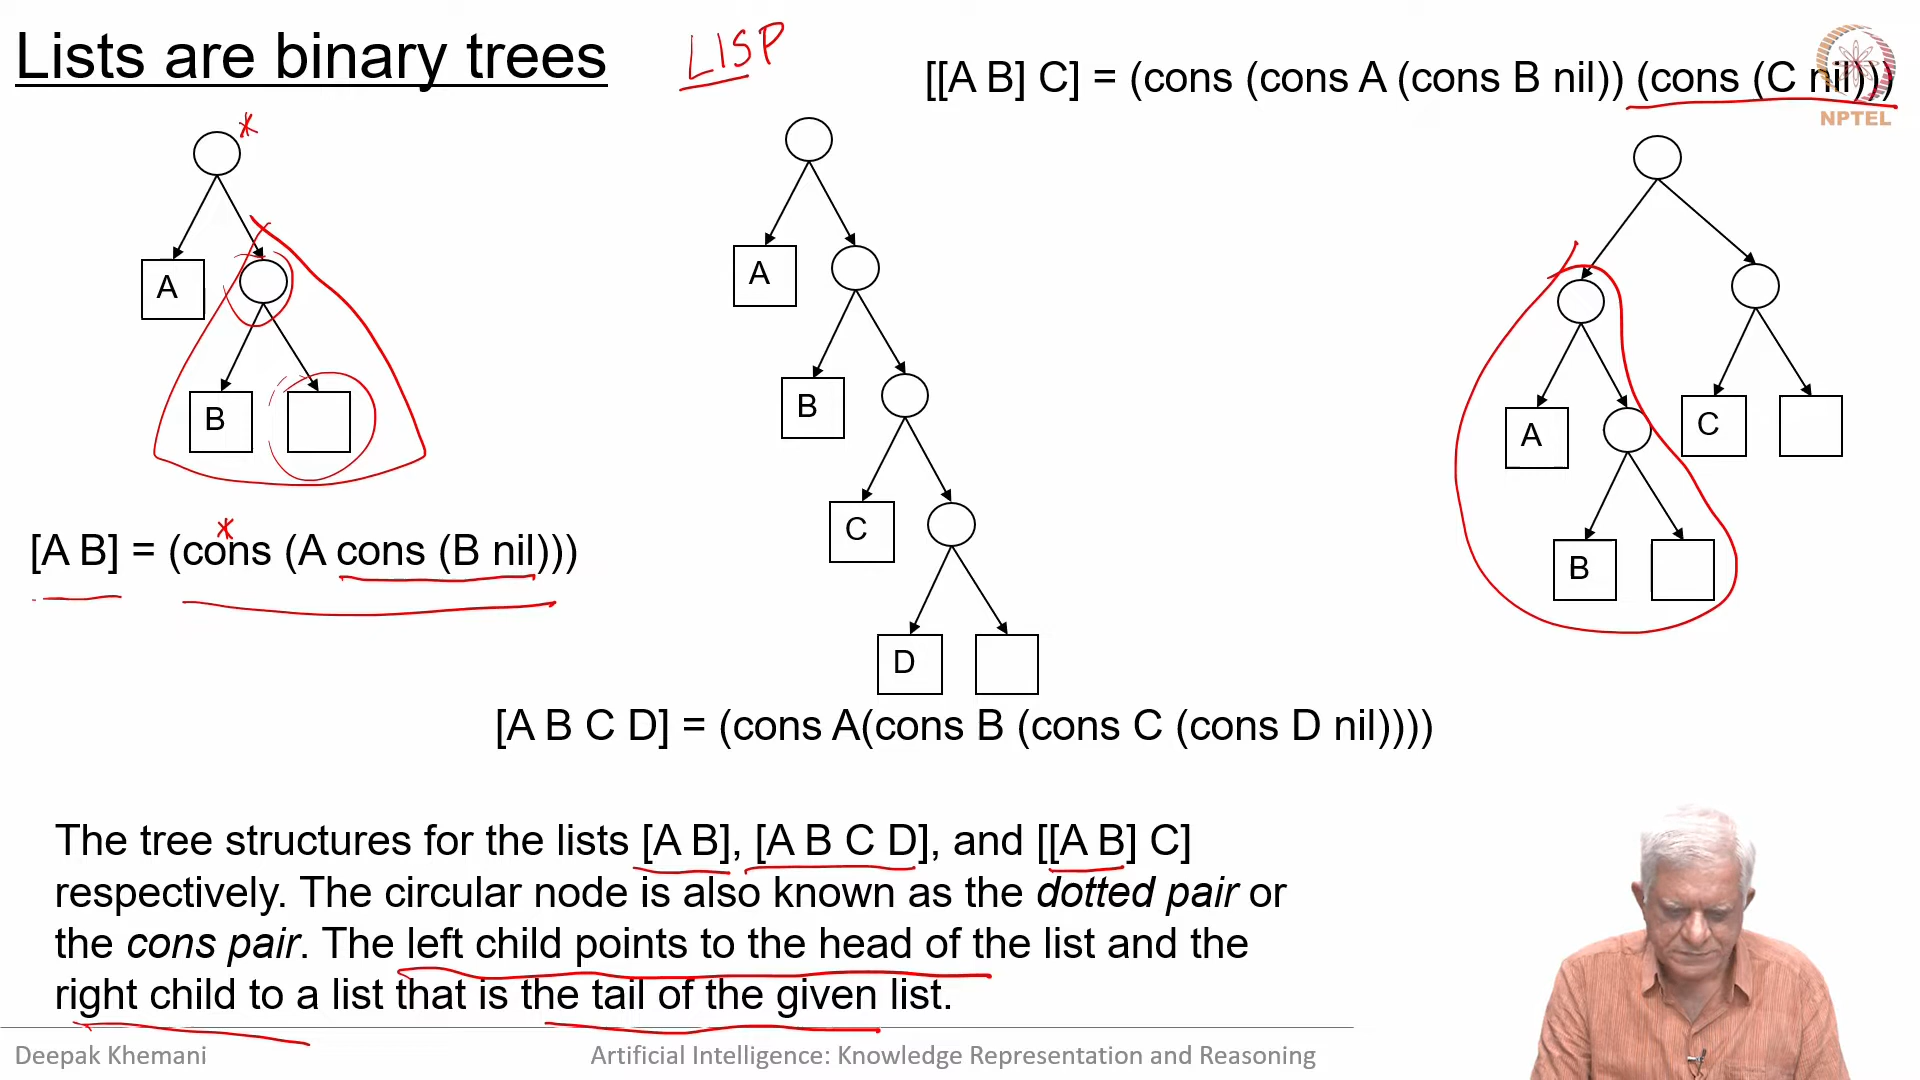 Lists are binary trees
LISP
[[A B] C] = (cons (cons A (cons B nil)) (cons (C nil)))
NPTEL
A
B
A
B
C
D
A
B
C
[A B] = (cons (A cons (B nil)))
[A B C D] = (cons A(cons B (cons C (cons D nil))))
The tree structures for the lists [A B], [A B C D], and [[A B] C]
respectively. The circular node is also known as the dotted pair or
the cons pair. The left child points to the head of the list and the
right child to a list that is the tail of the given list.
Deepak Khemani
Artificial Intelligence: Knowledge Representation and Reasoning